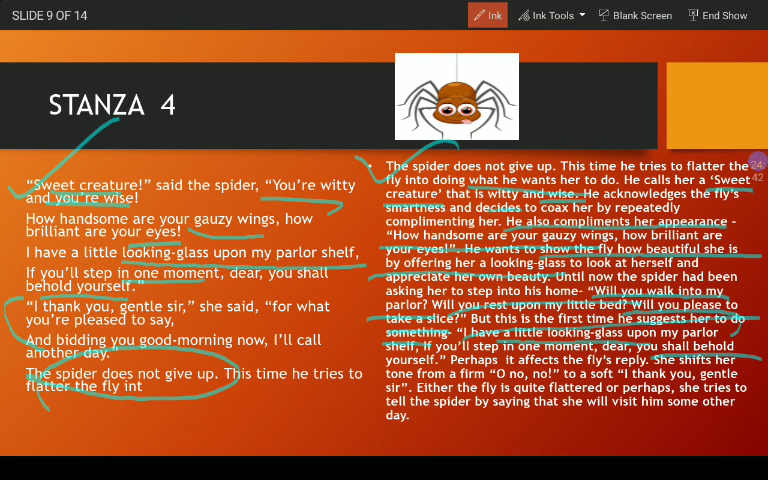 SLIDE 9 OF 14
Ink
Ink Tools
Blank Screen
End Show
STANZA 4
“Sweet creature!” said the spider, “You’re witty
and you’re wise!
How handsome are your gauzy wings, how
brilliant are your eyes!
I have a little looking-glass upon my parlor shelf,
If you’ll step in one moment, dear, you shall
behold yourself.”
“I thank you, gentle sir,” she said, “for what
you’re pleased to say,
And bidding you good-morning now, I’ll call
another day.”
The spider does not give up. This time he tries to
flatter the fly int
• The spider does not give up. This time he tries to flatter the
fly into doing what he wants her to do. He calls her a ‘Sweet
creature’ that is witty and wise. He acknowledges the fly’s
smartness and decides to coax her by repeatedly
complimenting her. He also compliments her appearance –
“How handsome are your gauzy wings, how brilliant are
your eyes!”. He wants to show the fly how beautiful she is
by offering her a looking-glass to look at herself and
appreciate her own beauty. Until now the spider had been
asking her to step into his home- “Will you walk into my
parlor? Will you rest upon my little bed? Will you please to
take a slice?” But this is the first time he suggests her to do
something- “I have a little looking-glass upon my parlor
shelf, If you’ll step in one moment, dear, you shall behold
yourself.” Perhaps it affects the fly’s reply. She shifts her
tone from a firm “O no, no!” to a soft “I thank you, gentle
sir”. Either the fly is quite flattered or perhaps, she tries to
tell the spider by saying that she will visit him some other
day.
24:
42